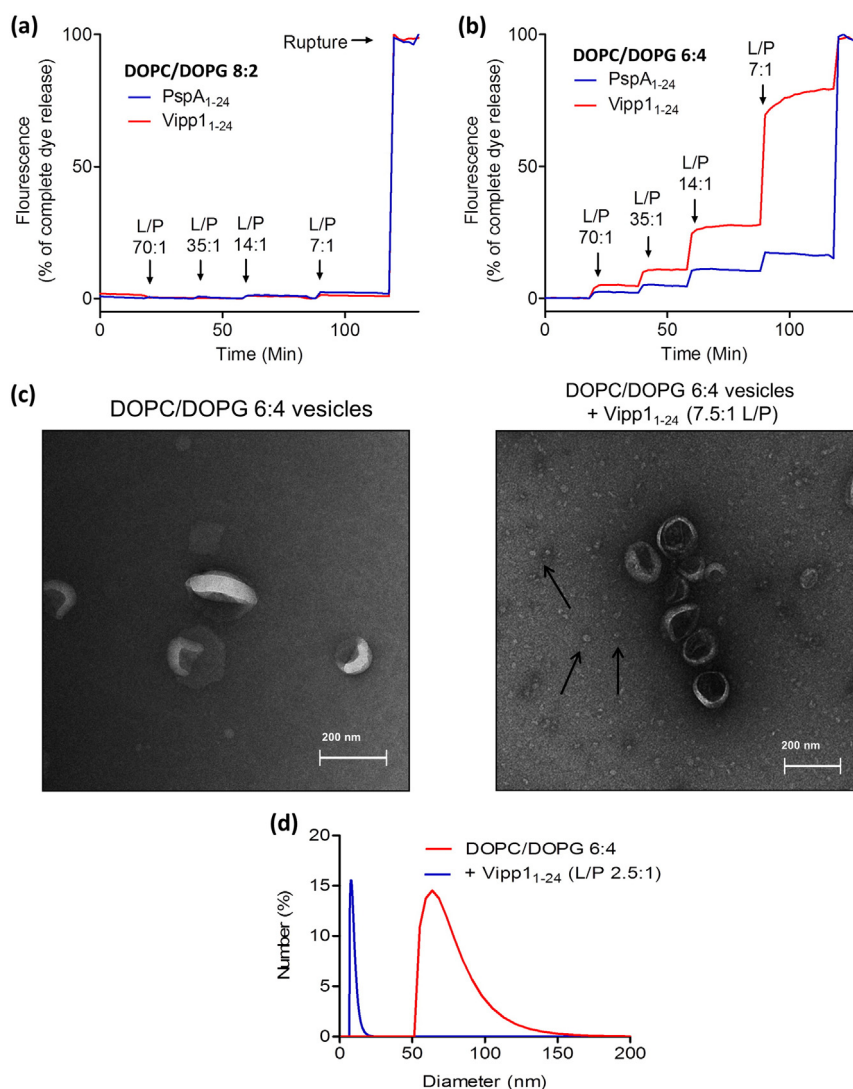 (a)
100
50
0
Flourescence
(% of complete dye release)
DOPC/DOPG 8:2
PspA1-24
Vipp11-24
Rupture
L/P
70:1
L/P
35:1
L/P
14:1
L/P
7:1
0
50
100
Time (Min)
(b)
100
50
0
Flourescence
(% of complete dye release)
DOPC/DOPG 6:4
PspA1-24
Vipp11-24
L/P
70:1
L/P
35:1
L/P
14:1
L/P
7:1
0
50
100
Time (Min)
(c)
DOPC/DOPG 6:4 vesicles
200 nm
DOPC/DOPG 6:4 vesicles
+ Vipp11-24 (7.5:1 L/P)
200 nm
(d)
20
15
10
5
0
Number (%)
DOPC/DOPG 6:4
+ Vipp11-24 (L/P 2.5:1)
0
50
100
150
200
Diameter (nm)